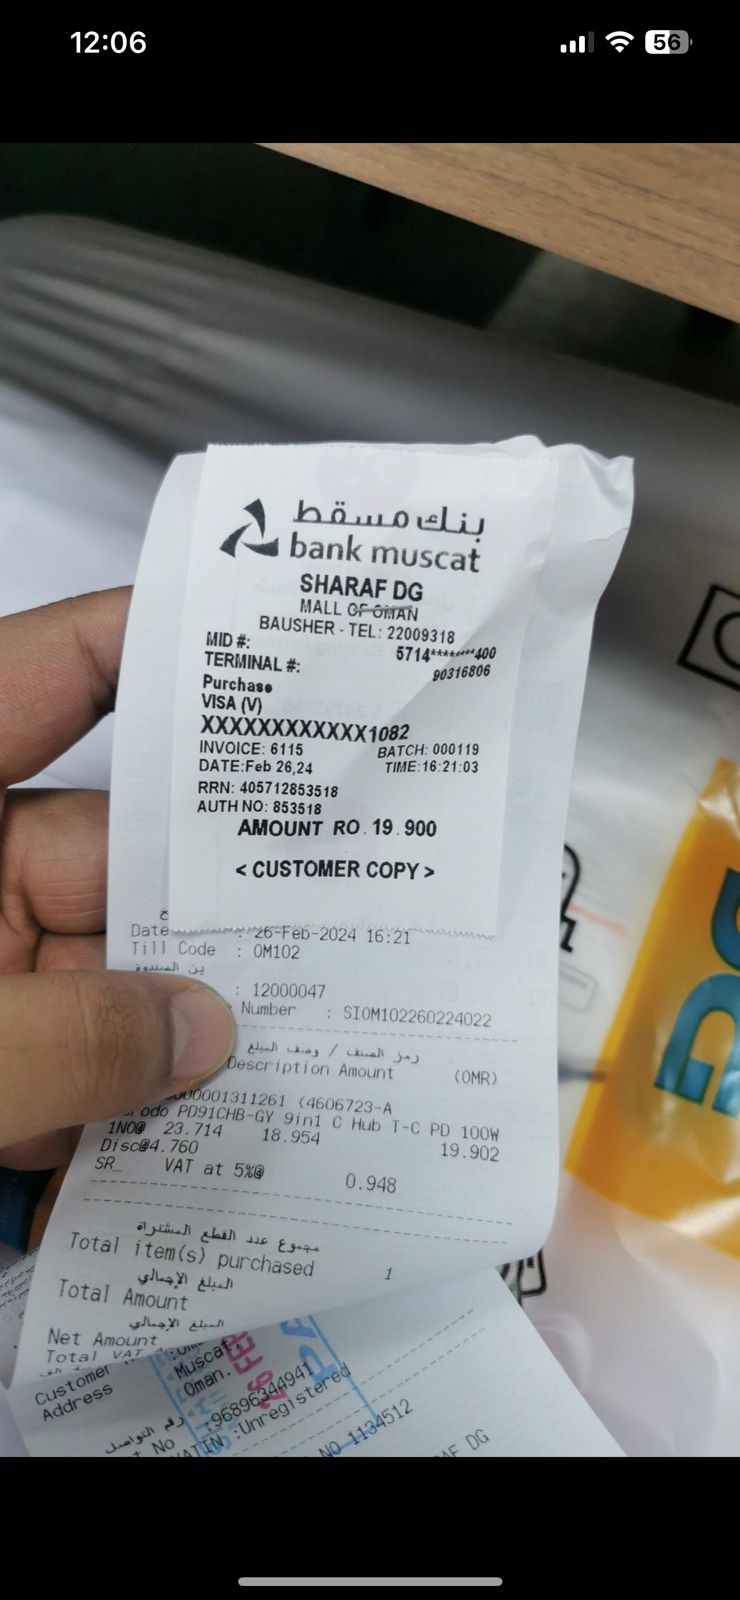 12:06
56
بنك مسقط
bank muscat
SHARAF DG
MALL OF OMAN
BAUSHER - TEL: 22009318
MID #: 5714********400
TERMINAL #: 90316806
Purchase
VISA (V)
XXXXXXXXXXXX1082
INVOICE: 6115 BATCH: 000119
DATE:Feb 26,24 TIME:16:21:03
RRN: 405712853518
AUTH NO: 853518
AMOUNT RO. 19.900
< CUSTOMER COPY >
Date : 26-Feb-2024 16:21
Till Code : OM102
: 12000047
Number : SIOM102260224022
رمز الصنف / وصف المبلغ
Description Amount (OMR)
1311261 (4606723-A
odo PD91CHB-GY 9in1 C Hub T-C PD 100W
1NO@ 23.714 18.954 19.902
Disc@4.760
SR_ VAT at 5%@ 0.948
مجموع عدد القطع المشتراة
Total item(s) purchased 1
المبلغ الإجمالي
Total Amount
المبلغ الإجمالي
Net Amount
Total VAT
Customer
Address Muscat,
Oman.
26 FEB
رقم التواصل
t No :96896344941
VATIN :Unregistered
NO 1134512
AF DG